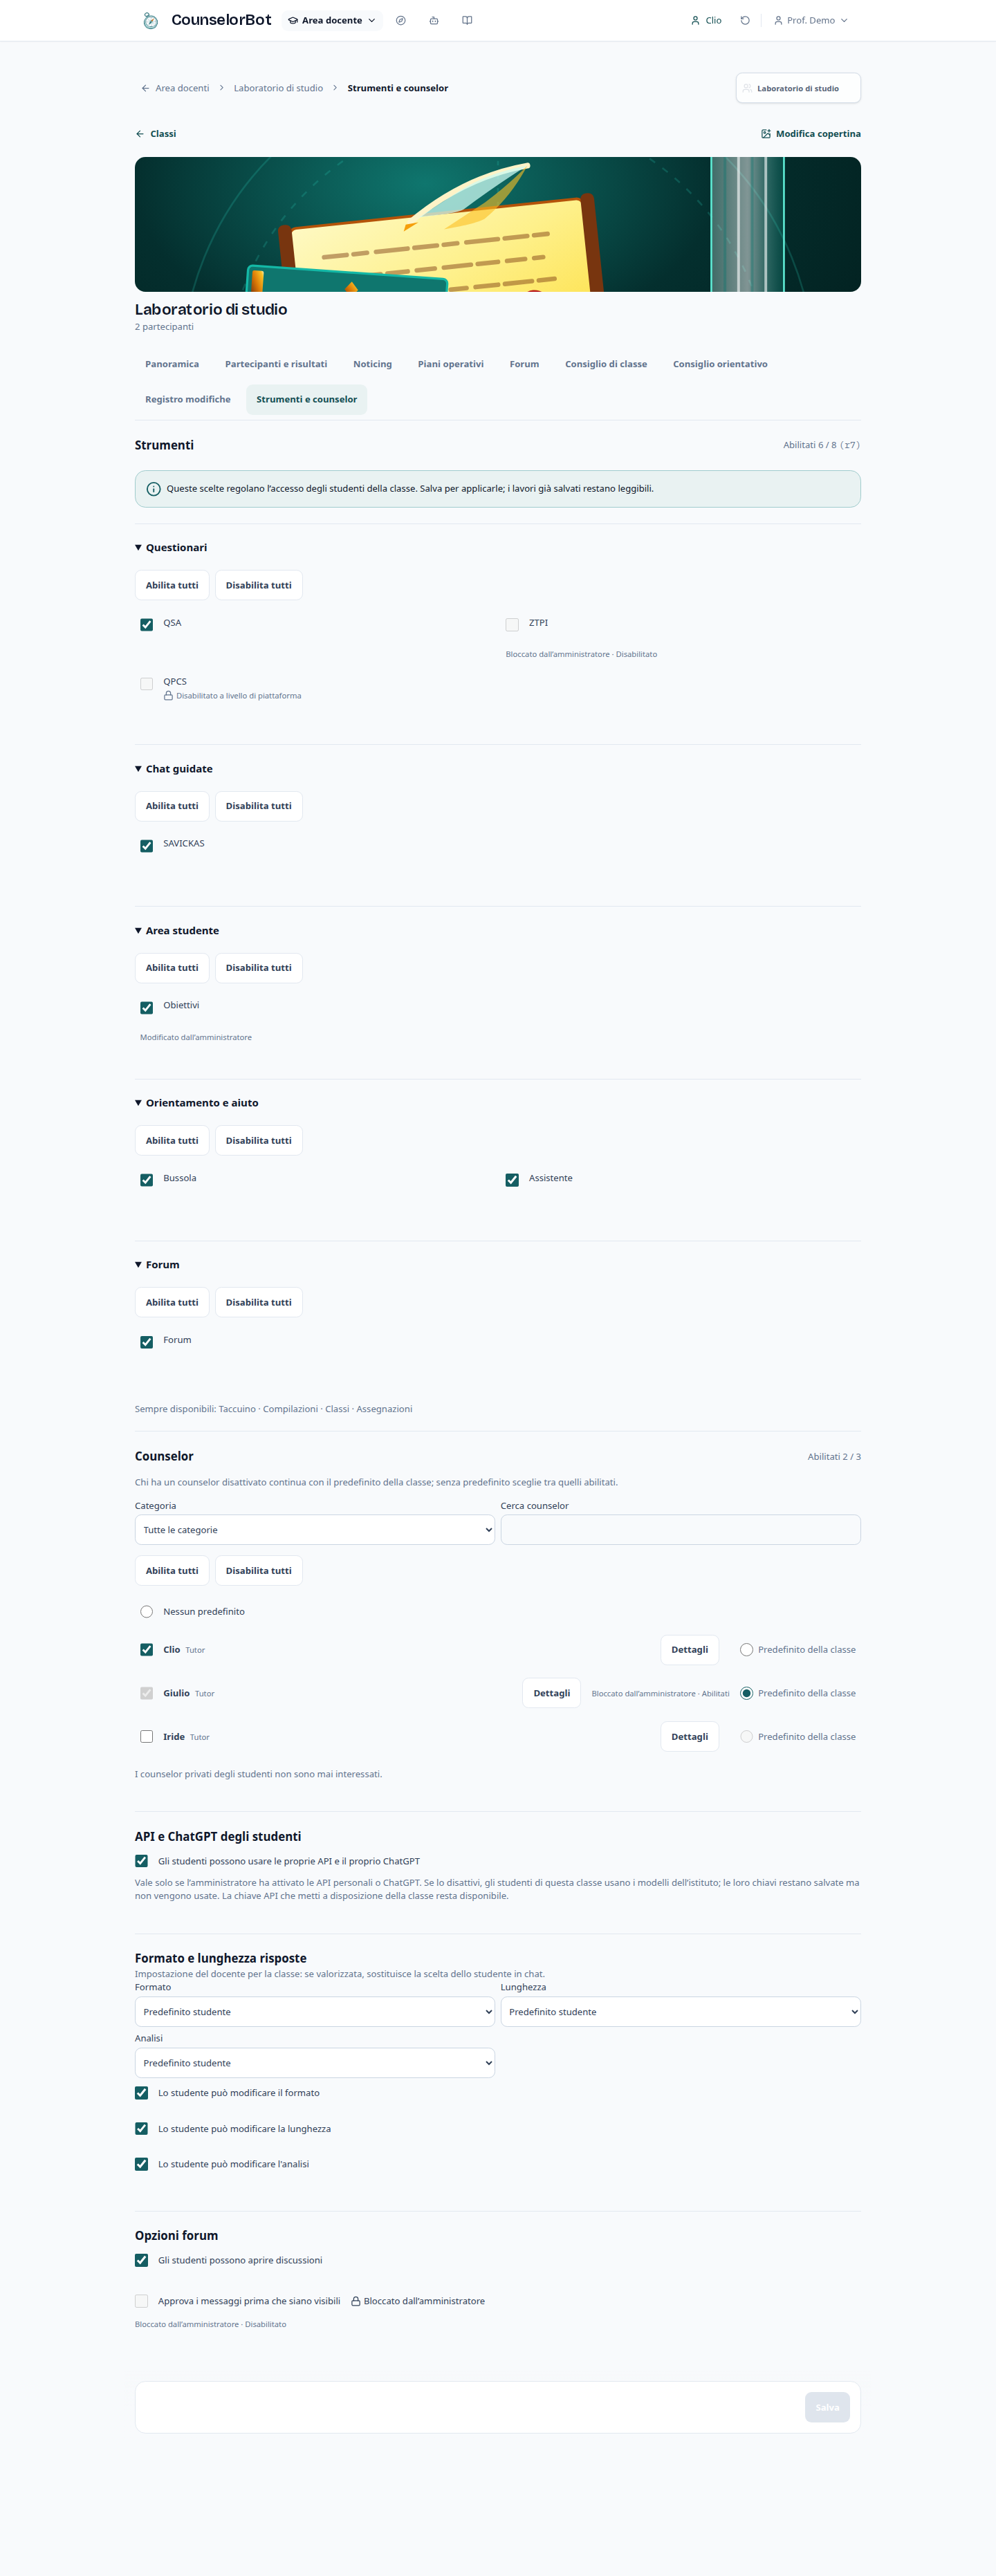 CounselorBot
Area docente
Clio
Prof. Demo
Area docenti
Laboratorio di studio
Strumenti e counselor
Laboratorio di studio
Classi
Modifica copertina
Laboratorio di studio
2 partecipanti
Panoramica
Partecipanti e risultati
Noticing
Piani operativi
Forum
Consiglio di classe
Consiglio orientativo
Registro modifiche
Strumenti e counselor
Strumenti
Abilitati 6 / 8 (r7)
Queste scelte regolano l’accesso degli studenti della classe. Salva per applicarle; i lavori già salvati restano leggibili.
Questionari
Abilita tutti
Disabilita tutti
QSA
ZTPI
Bloccato dall’amministratore · Disabilitato
QPCS
Disabilitato a livello di piattaforma
Chat guidate
Abilita tutti
Disabilita tutti
SAVICKAS
Area studente
Abilita tutti
Disabilita tutti
Obiettivi
Modificato dall’amministratore
Orientamento e aiuto
Abilita tutti
Disabilita tutti
Bussola
Assistente
Forum
Abilita tutti
Disabilita tutti
Forum
Sempre disponibili: Taccuino · Compilazioni · Classi · Assegnazioni
Counselor
Abilitati 2 / 3
Chi ha un counselor disattivato continua con il predefinito della classe; senza predefinito sceglie tra quelli abilitati.
Categoria
Cerca counselor
Tutte le categorie
Abilita tutti
Disabilita tutti
Nessun predefinito
Clio Tutor
Dettagli
Predefinito della classe
Giulio Tutor
Dettagli
Bloccato dall’amministratore · Abilitati
Predefinito della classe
Iride Tutor
Dettagli
Predefinito della classe
I counselor privati degli studenti non sono mai interessati.
API e ChatGPT degli studenti
Gli studenti possono usare le proprie API e il proprio ChatGPT
Vale solo se l’amministratore ha attivato le API personali o ChatGPT. Se lo disattivi, gli studenti di questa classe usano i modelli dell’istituto; le loro chiavi restano salvate ma
non vengono usate. La chiave API che metti a disposizione della classe resta disponibile.
Formato e lunghezza risposte
Impostazione del docente per la classe: se valorizzata, sostituisce la scelta dello studente in chat.
Formato
Lunghezza
Predefinito studente
Predefinito studente
Analisi
Predefinito studente
Lo studente può modificare il formato
Lo studente può modificare la lunghezza
Lo studente può modificare l'analisi
Opzioni forum
Gli studenti possono aprire discussioni
Approva i messaggi prima che siano visibili
Bloccato dall’amministratore
Bloccato dall’amministratore · Disabilitato
Salva